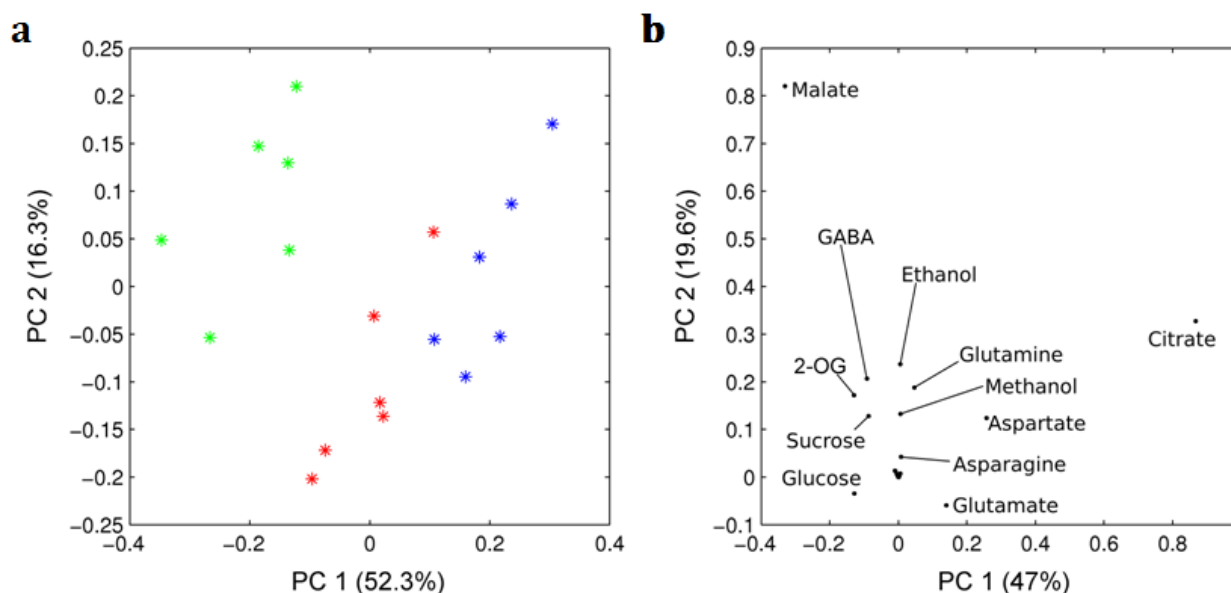 a
0.25
0.2
0.15
0.1
0.05
0
−0.05
−0.1
−0.15
−0.2
−0.25
−0.4
−0.2
0
0.2
0.4
PC 2 (16.3%)
PC 1 (52.3%)
b
0.9
0.8
0.7
0.6
0.5
0.4
0.3
0.2
0.1
0
−0.1
−0.4
−0.2
0
0.2
0.4
0.6
0.8
PC 2 (19.6%)
PC 1 (47%)
Malate
GABA
Ethanol
Citrate
2-OG
Glutamine
Methanol
Aspartate
Sucrose
Asparagine
Glucose
Glutamate